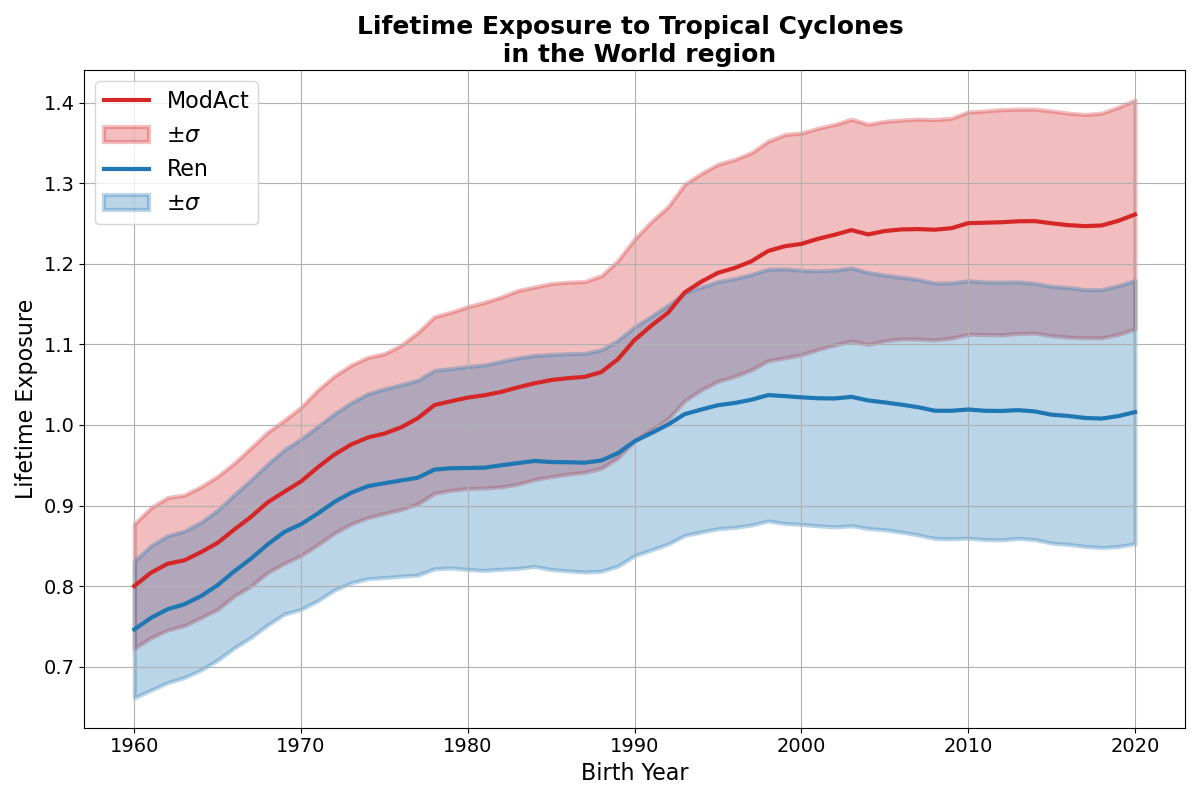 Lifetime Exposure to Tropical Cyclones
in the World region
ModAct
±σ
Ren
±σ
Lifetime Exposure
1.4
1.3
1.2
1.1
1.0
0.9
0.8
0.7
1960 1970 1980 1990 2000 2010 2020
Birth Year